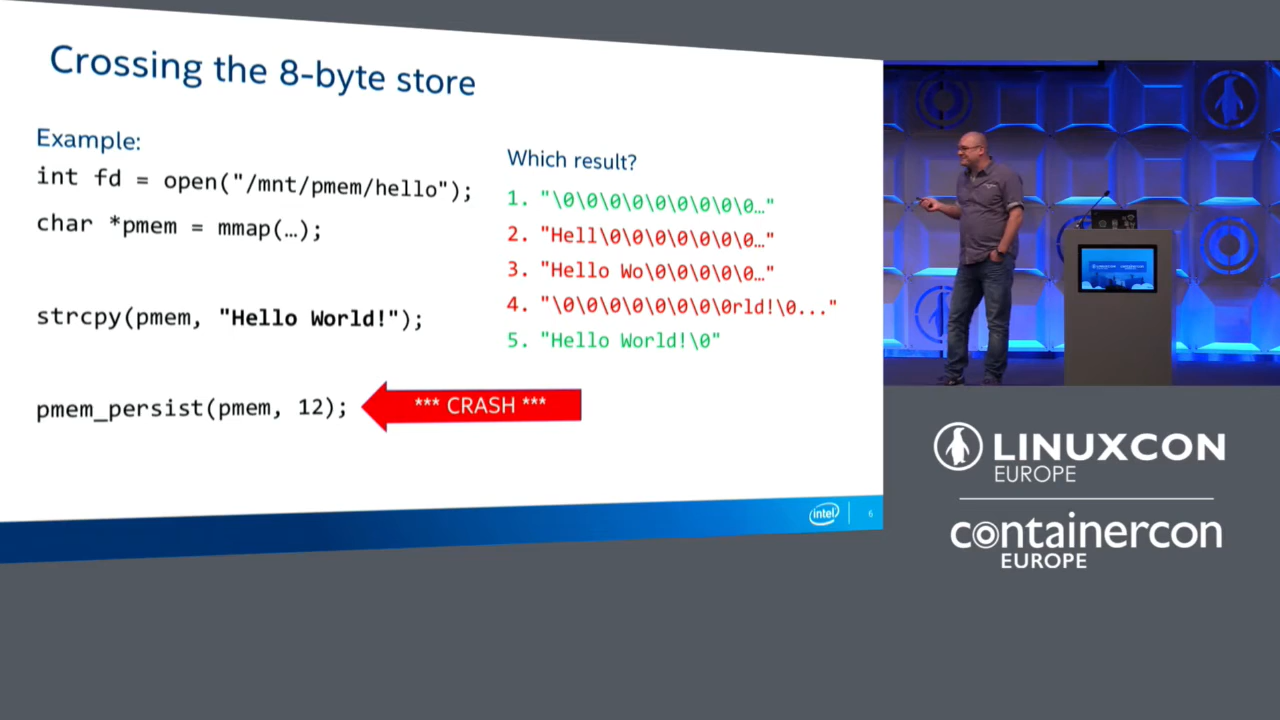 Crossing the 8-byte store
Example:
int fd = open("/mnt/pmem/hello");
char *pmem = mmap(…);
strcpy(pmem, "Hello World!");
pmem_persist(pmem, 12);
*** CRASH ***
Which result?
1. "\0\0\0\0\0\0\0\0\0\0…"
2. "Hell\0\0\0\0\0\0…"
3. "Hello Wo\0\0\0\0\0…"
4. "\0\0\0\0\0\0\0\0rld!\0..."
5. "Hello World!\0"
intel
6
LINUXCON
EUROPE
containercon
EUROPE